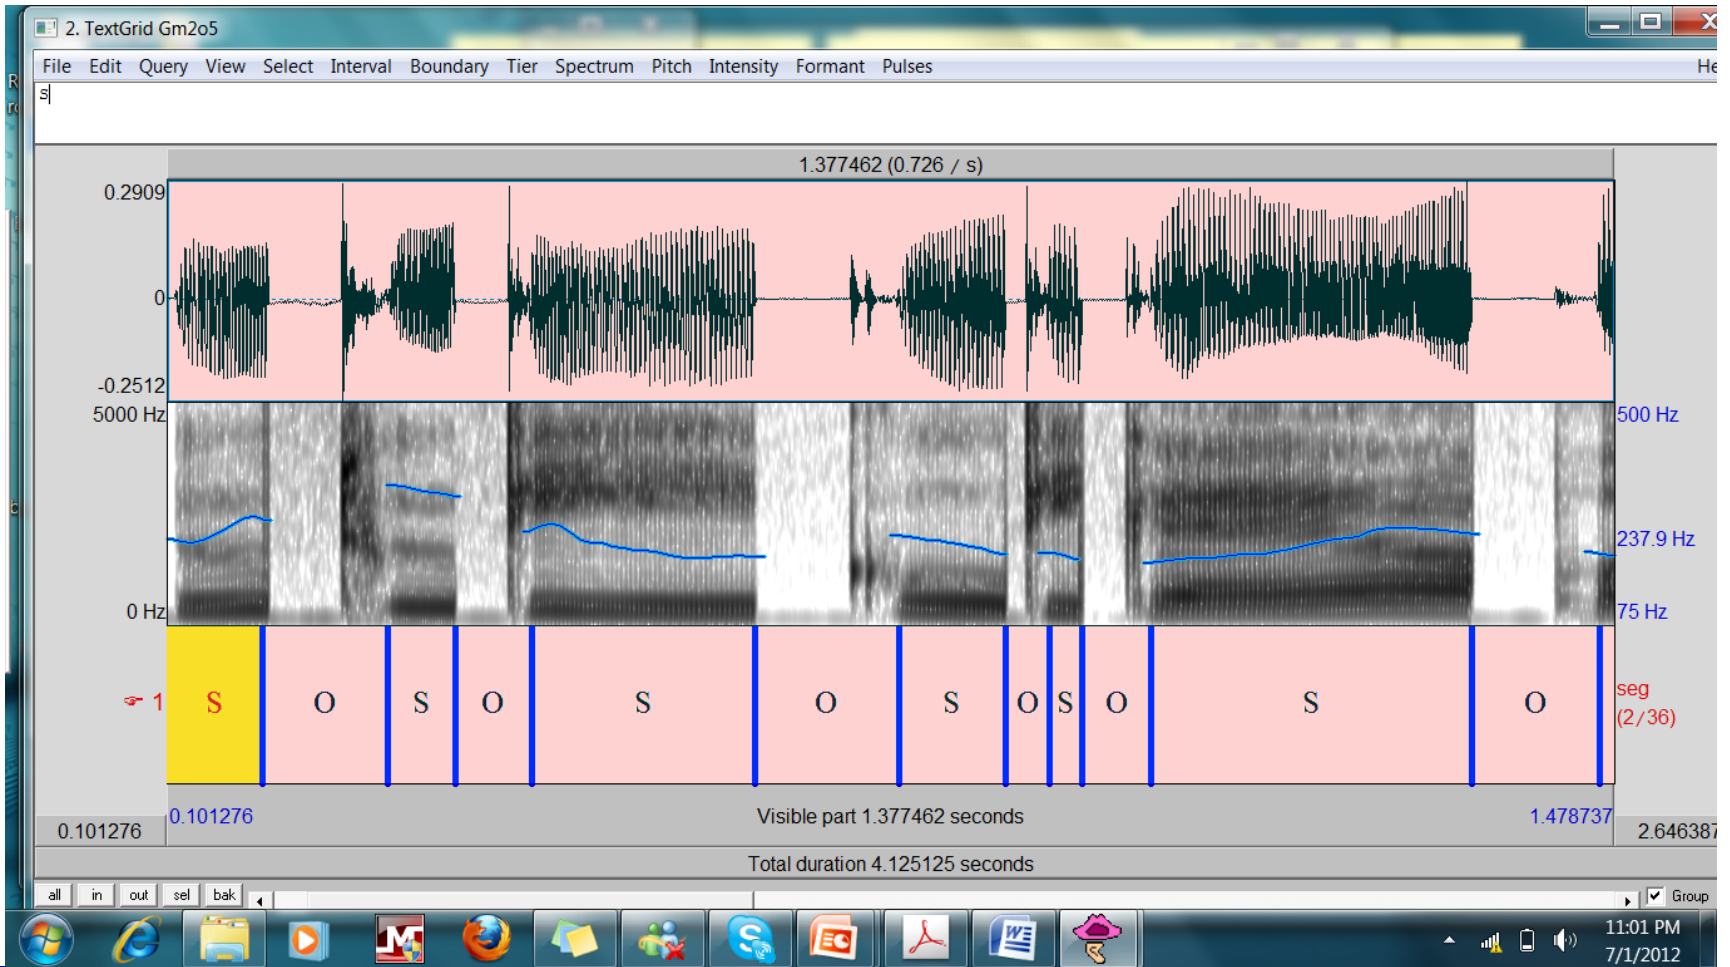 2. TextGrid Gm2o5
File Edit Query View Select Interval Boundary Tier Spectrum Pitch Intensity Formant Pulses He
s
1.377462 (0.726 / s)
0.2909
0
-0.2512
5000 Hz 500 Hz
237.9 Hz
0 Hz 75 Hz
1 S O S O S O S O S O S O seg
(2/36)
0.101276 Visible part 1.377462 seconds 1.478737
0.101276 2.646387
Total duration 4.125125 seconds
all in out sel bak Group
11:01 PM
7/1/2012